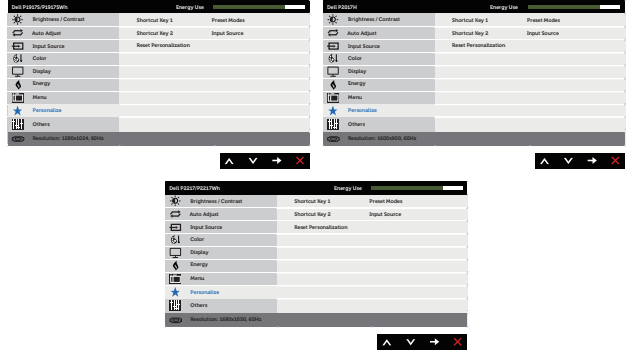 Dell P1917S/P1917SWh Energy Use
Brightness / Contrast Shortcut Key 1 Preset Modes
Auto Adjust Shortcut Key 2 Input Source
Input Source Reset Personalization
Color
Display
Energy
Menu
Personalize
Others
Resolution: 1280x1024, 60Hz
Dell P2017H Energy Use
Brightness / Contrast Shortcut Key 1 Preset Modes
Auto Adjust Shortcut Key 2 Input Source
Input Source Reset Personalization
Color
Display
Energy
Menu
Personalize
Others
Resolution: 1600x900, 60Hz
Dell P2217/P2217Wh Energy Use
Brightness / Contrast Shortcut Key 1 Preset Modes
Auto Adjust Shortcut Key 2 Input Source
Input Source Reset Personalization
Color
Display
Energy
Menu
Personalize
Others
Resolution: 1680x1050, 60Hz